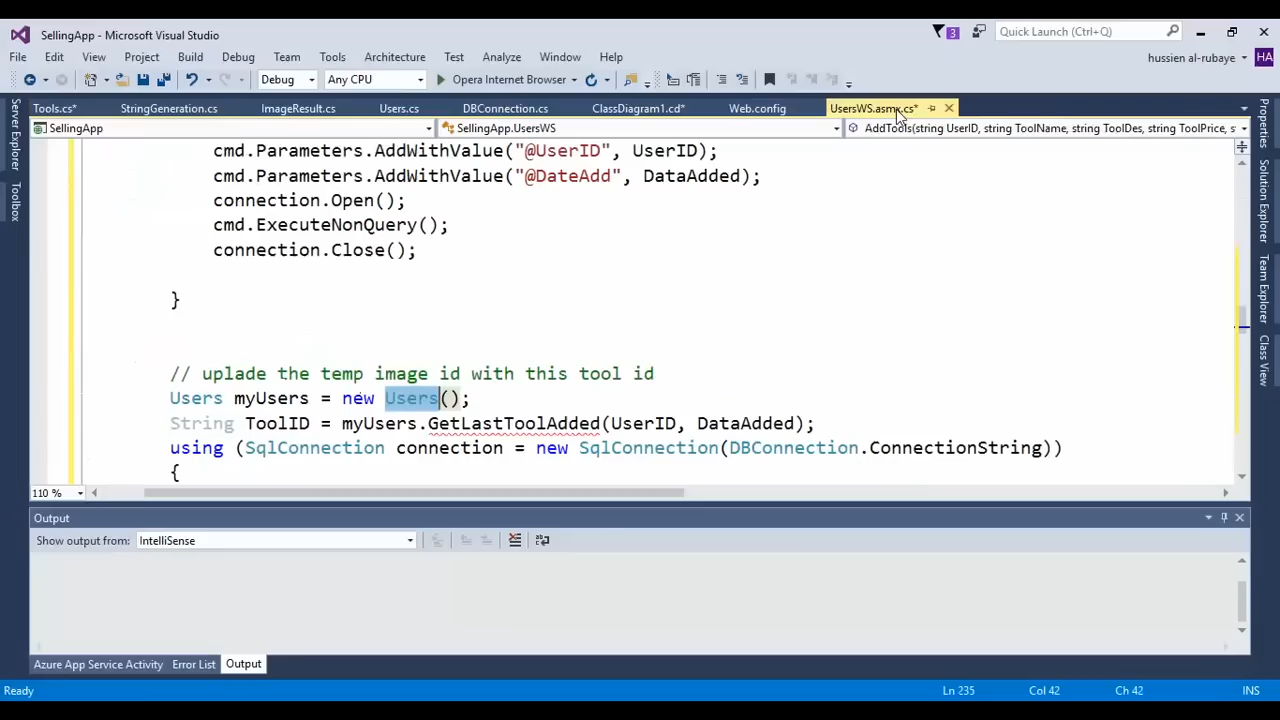 SellingApp - Microsoft Visual Studio
3
Quick Launch (Ctrl+Q)
File Edit View Project Build Debug Team Tools Architecture Test Analyze Window Help
hussien al-rubaye
HA
Debug
Any CPU
Opera Internet Browser
Tools.cs* StringGeneration.cs ImageResult.cs Users.cs DBConnection.cs ClassDiagram1.cd* Web.config UsersWS.asmx.cs*
SellingApp
SellingApp.UsersWS
AddTools(string UserID, string ToolName, string ToolDes, string ToolPrice, s
Server Explorer
Toolbox
Properties
Solution Explorer
Team Explorer
Class View
cmd.Parameters.AddWithValue("@UserID", UserID);
cmd.Parameters.AddWithValue("@DateAdd", DataAdded);
connection.Open();
cmd.ExecuteNonQuery();
connection.Close();
}
// uplade the temp image id with this tool id
Users myUsers = new Users();
String ToolID = myUsers.GetLastToolAdded(UserID, DataAdded);
using (SqlConnection connection = new SqlConnection(DBConnection.ConnectionString))
{
110 %
Output
Show output from: IntelliSense
Azure App Service Activity Error List Output
Ready
Ln 235 Col 42 Ch 42 INS